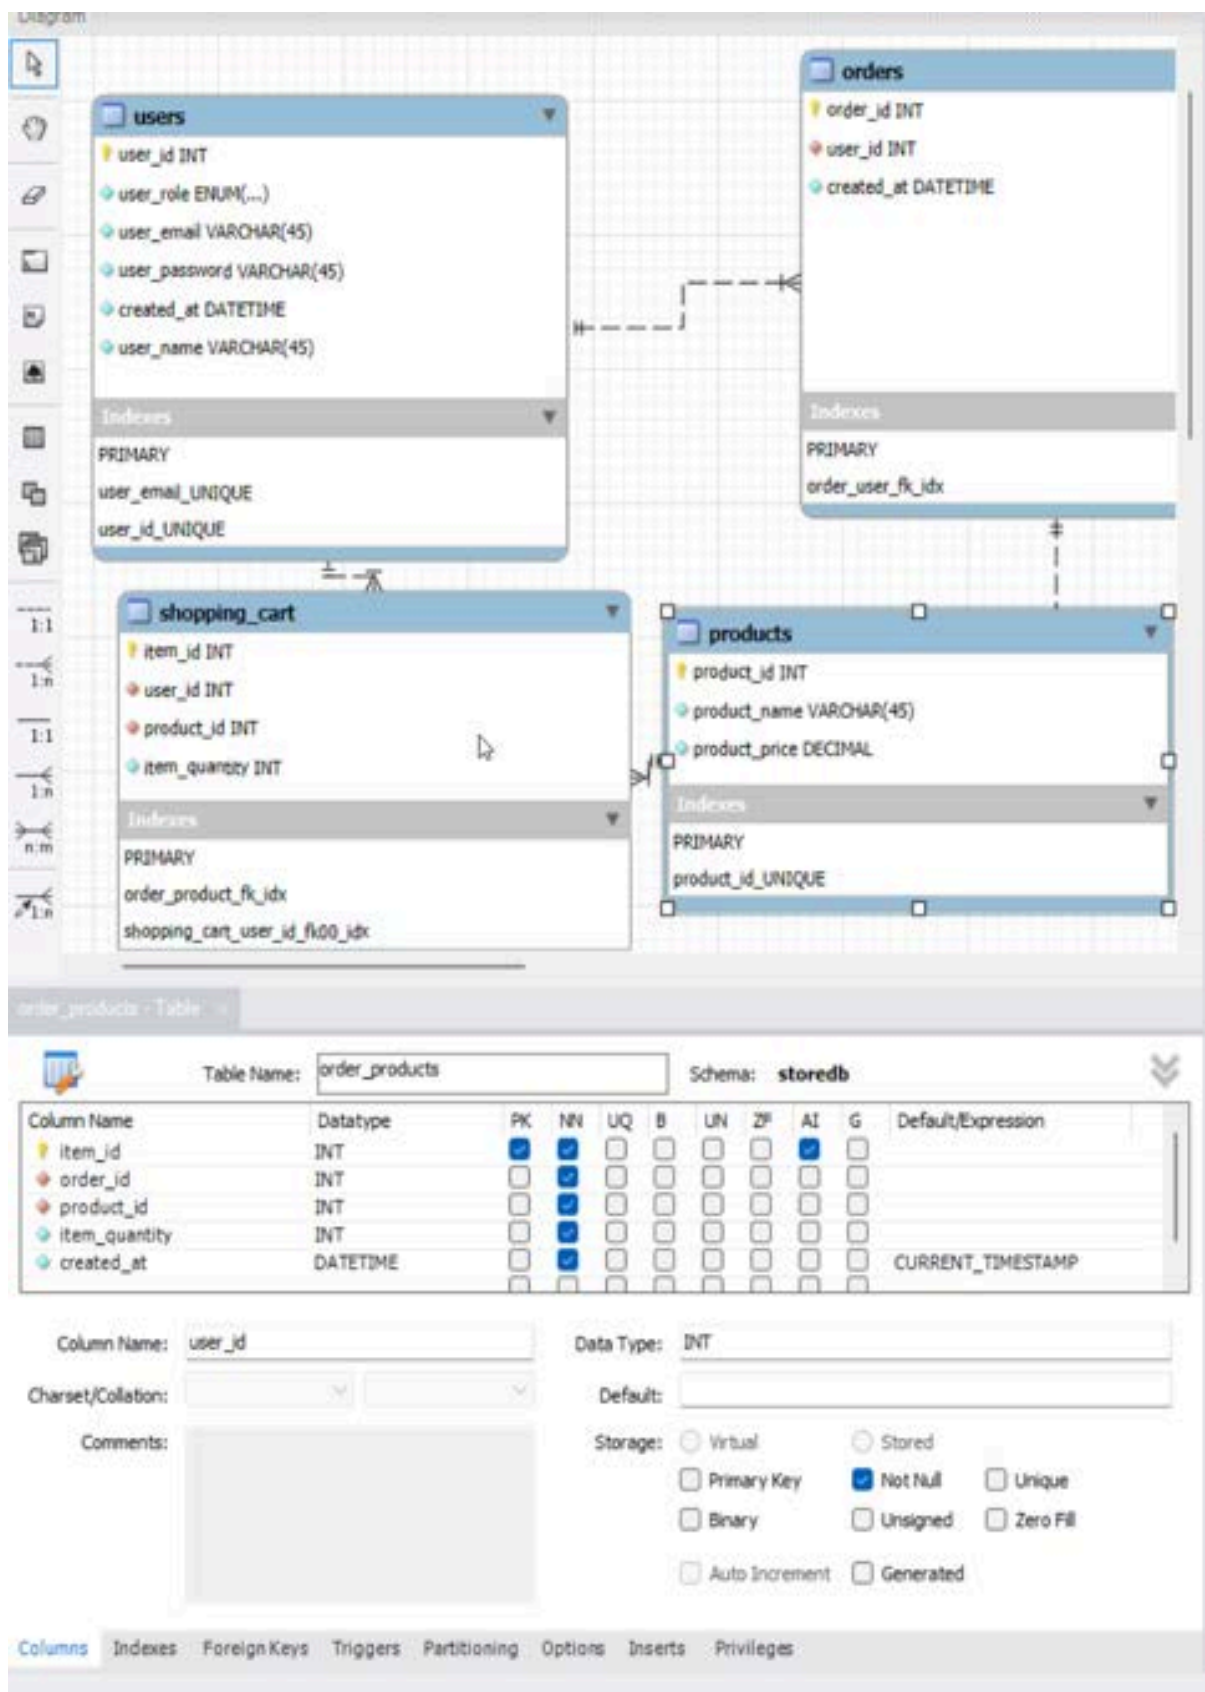 Diagram
users
user_id INT
user_role ENUM(...)
user_email VARCHAR(45)
user_password VARCHAR(45)
created_at DATETIME
user_name VARCHAR(45)
Indexes
PRIMARY
user_email_UNIQUE
user_id_UNIQUE
orders
order_id INT
user_id INT
created_at DATETIME
Indexes
PRIMARY
order_user_fk_idx
shopping_cart
item_id INT
user_id INT
product_id INT
item_quantity INT
Indexes
PRIMARY
order_product_fk_idx
shopping_cart_user_id_fk00_idx
products
product_id INT
product_name VARCHAR(45)
product_price DECIMAL
Indexes
PRIMARY
product_id_UNIQUE
1:1
1:n
1:1
1:n
n:m
1:n
order_products - Table
Table Name: order_products Schema: storedb
Column Name Datatype PK NN UQ B UN ZF AI G Default/Expression
item_id INT
order_id INT
product_id INT
item_quantity INT
created_at DATETIME CURRENT_TIMESTAMP
Column Name: user_id Data Type: INT
Charset/Collation: Default:
Comments: Storage: Virtual Stored
Primary Key Not Null Unique
Binary Unsigned Zero Fill
Auto Increment Generated
Columns Indexes Foreign Keys Triggers Partitioning Options Inserts Privileges